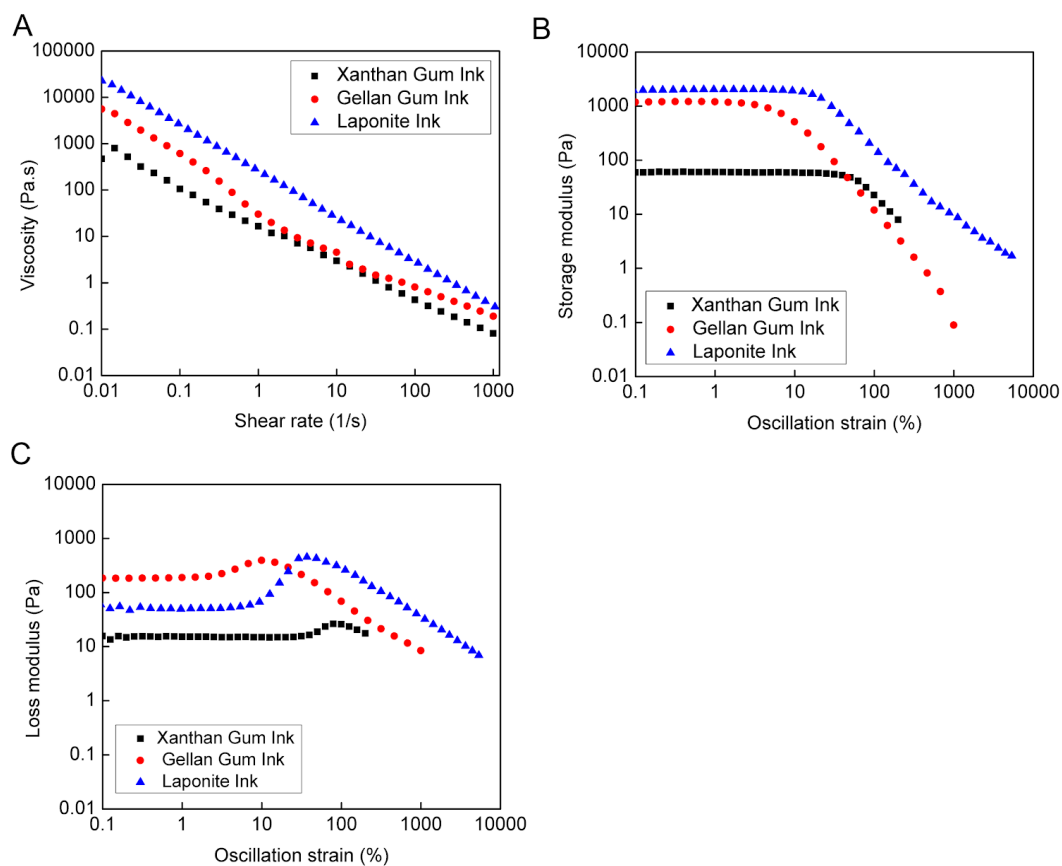 A
100000
10000
1000
100
10
1
0.1
0.01
Viscosity (Pa.s)
Xanthan Gum Ink
Gellan Gum Ink
Laponite Ink
0.01 0.1 1 10 100 1000
Shear rate (1/s)
B
10000
1000
100
10
1
0.1
0.01
Storage modulus (Pa)
Xanthan Gum Ink
Gellan Gum Ink
Laponite Ink
0.1 1 10 100 1000 10000
Oscillation strain (%)
C
10000
1000
100
10
1
0.1
0.01
Loss modulus (Pa)
Xanthan Gum Ink
Gellan Gum Ink
Laponite Ink
0.1 1 10 100 1000 10000
Oscillation strain (%)